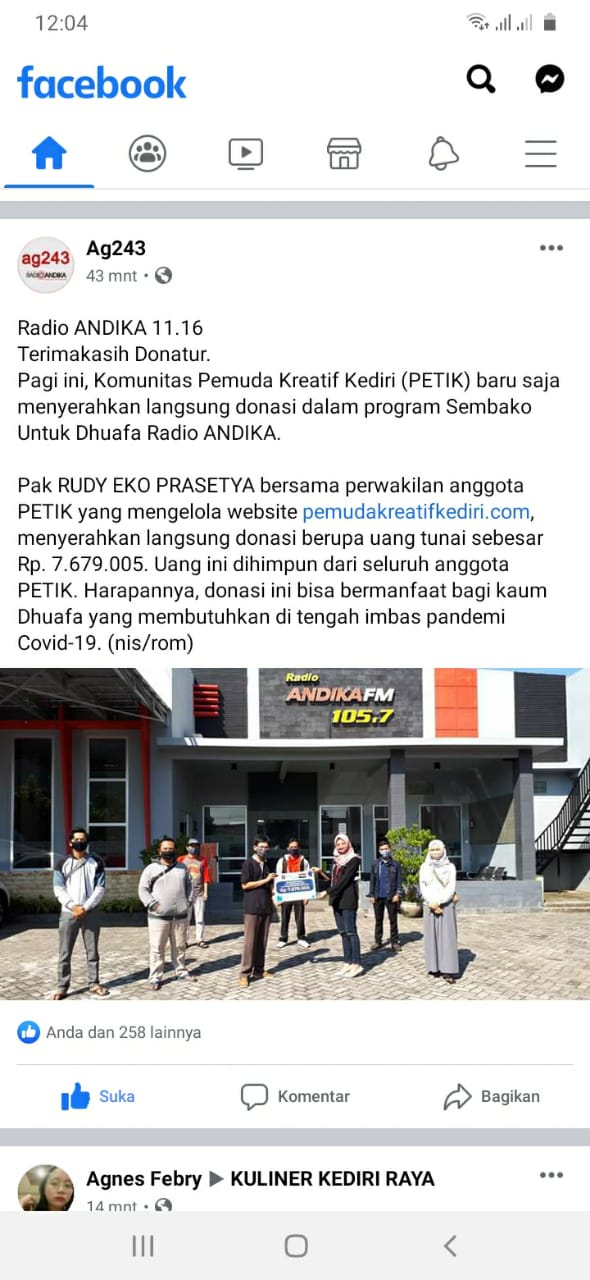 12:04
facebook
ag243
RADIO ANDIKA
Ag243
43 mnt •
Radio ANDIKA 11.16
Terimakasih Donatur.
Pagi ini, Komunitas Pemuda Kreatif Kediri (PETIK) baru saja
menyerahkan langsung donasi dalam program Sembako
Untuk Dhuafa Radio ANDIKA.
Pak RUDY EKO PRASETYA bersama perwakilan anggota
PETIK yang mengelola website pemudakreatifkediri.com,
menyerahkan langsung donasi berupa uang tunai sebesar
Rp. 7.679.005. Uang ini dihimpun dari seluruh anggota
PETIK. Harapannya, donasi ini bisa bermanfaat bagi kaum
Dhuafa yang membutuhkan di tengah imbas pandemi
Covid-19. (nis/rom)
Radio
ANDIKA FM
105.7
Rp 7.679.005
Anda dan 258 lainnya
Suka Komentar Bagikan
Agnes Febry ▶ KULINER KEDIRI RAYA
14 mnt •